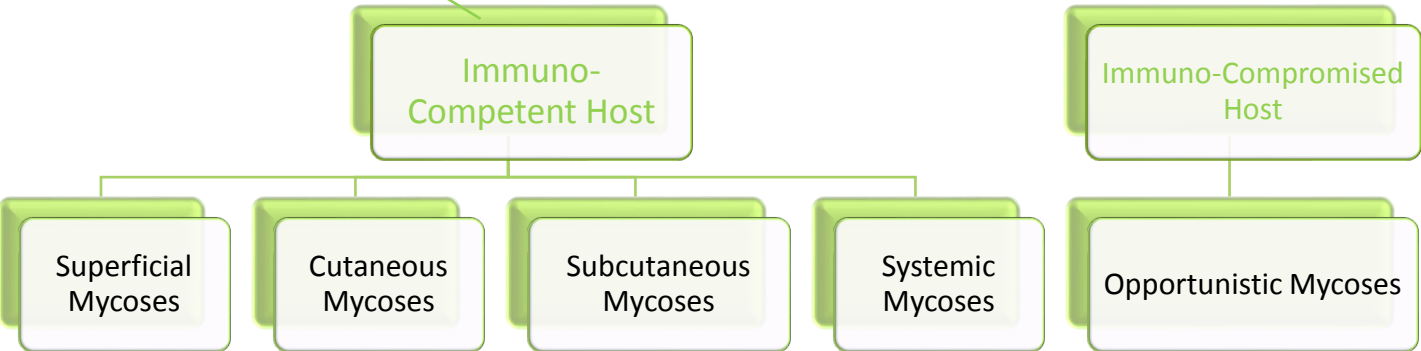 Immuno-
Competent Host
Immuno-Compromised
Host
Superficial
Mycoses
Cutaneous
Mycoses
Subcutaneous
Mycoses
Systemic
Mycoses
Opportunistic Mycoses